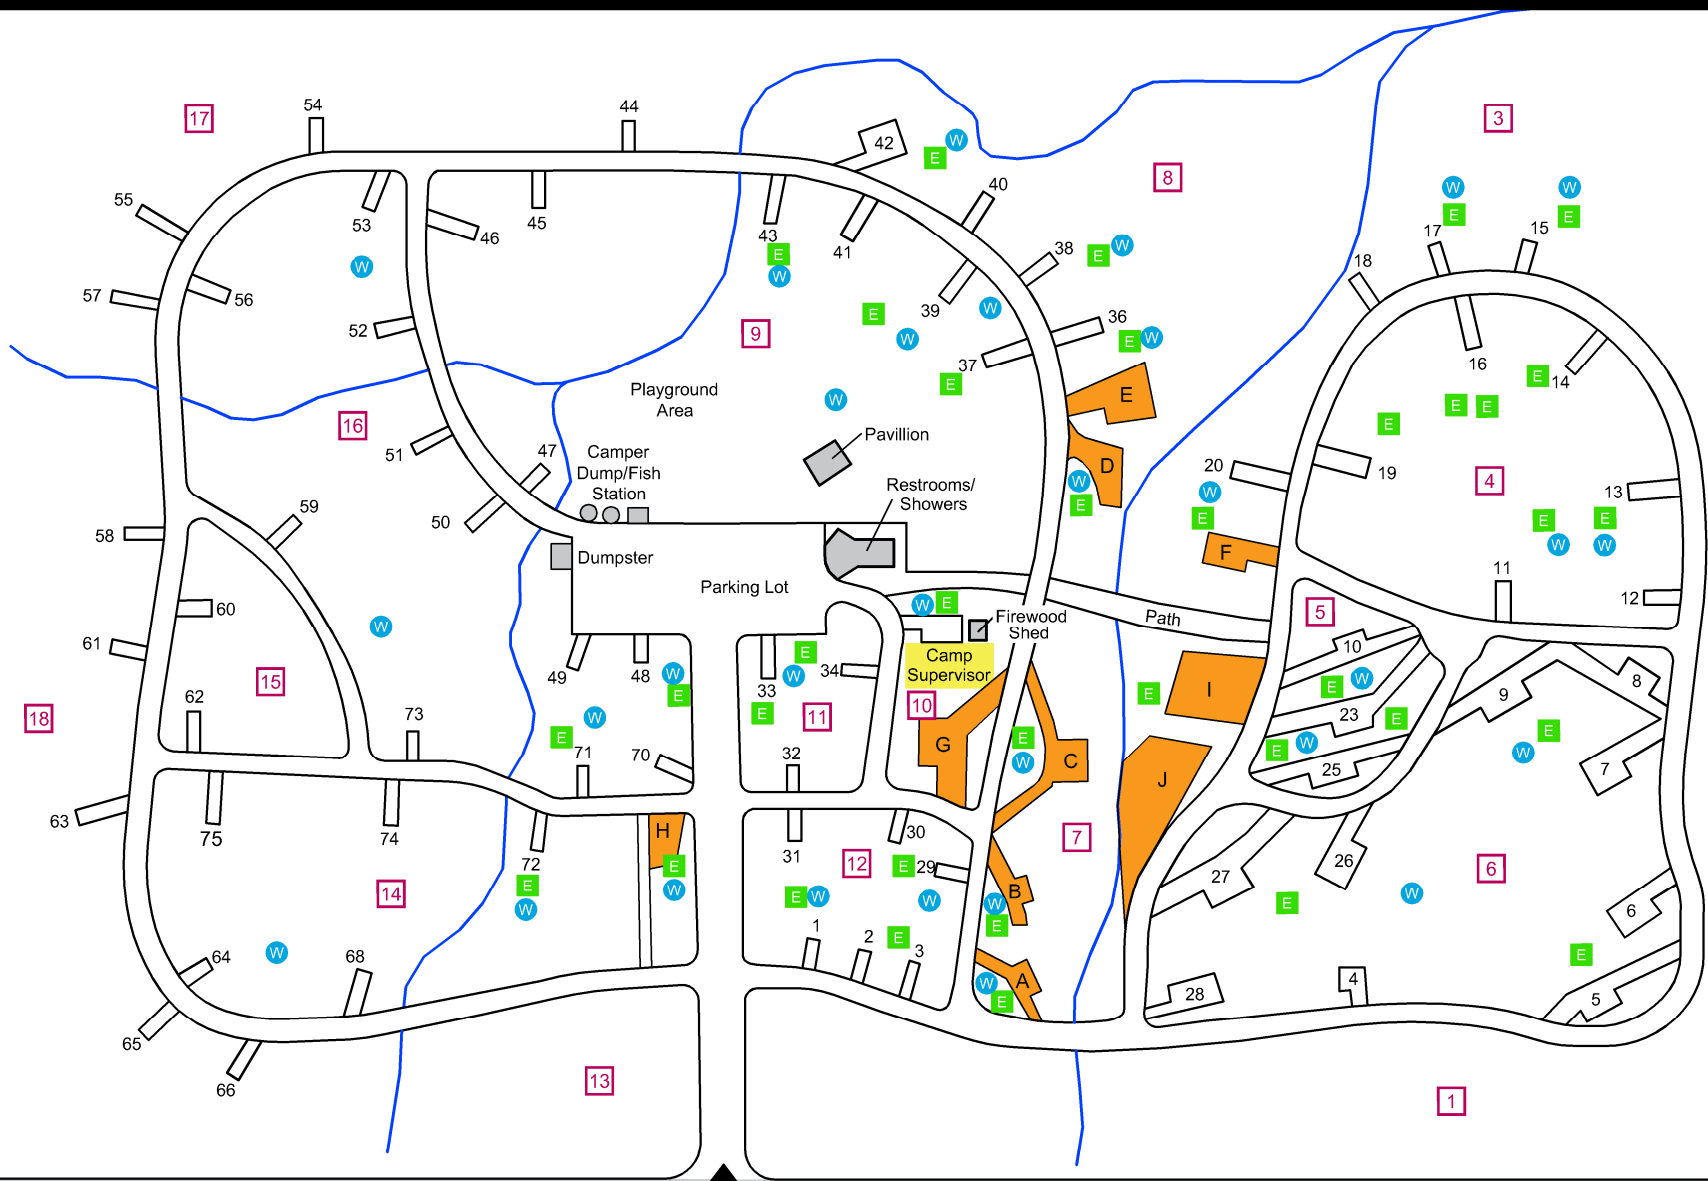 54
44
17
3
42
W
E
8
40
W
W
55
53
46
45
43
41
38
E
W
17
E
15
E
W
E
W
18
57
56
52
39
W
E
W
9
W
36
E
W
37
E
16
E
14
Playground
Area
W
E
E
E
E
16
Pavillion
D
51
47
Camper
Dump/Fish
Station
Restrooms/
Showers
W
E
20
W
E
19
4
13
50
59
58
Dumpster
Parking Lot
F
E
W
E
W
11
12
60
W
W
E
Firewood
Shed
Path
5
10
61
15
49
48
W
E
33
E
W
34
Camp
Supervisor
10
I
E
E
W
8
9
18
62
73
W
E
71
70
E
11
32
G
E
W
C
J
23
E
E
W
25
W
E
7
63
75
74
72
E
W
H
E
W
31
30
12
E
29
7
B
W
E
27
26
6
E
W
14
E
W
W
6
64
68
W
1
2
E
3
W
A
E
28
4
5
E
65
66
13
1